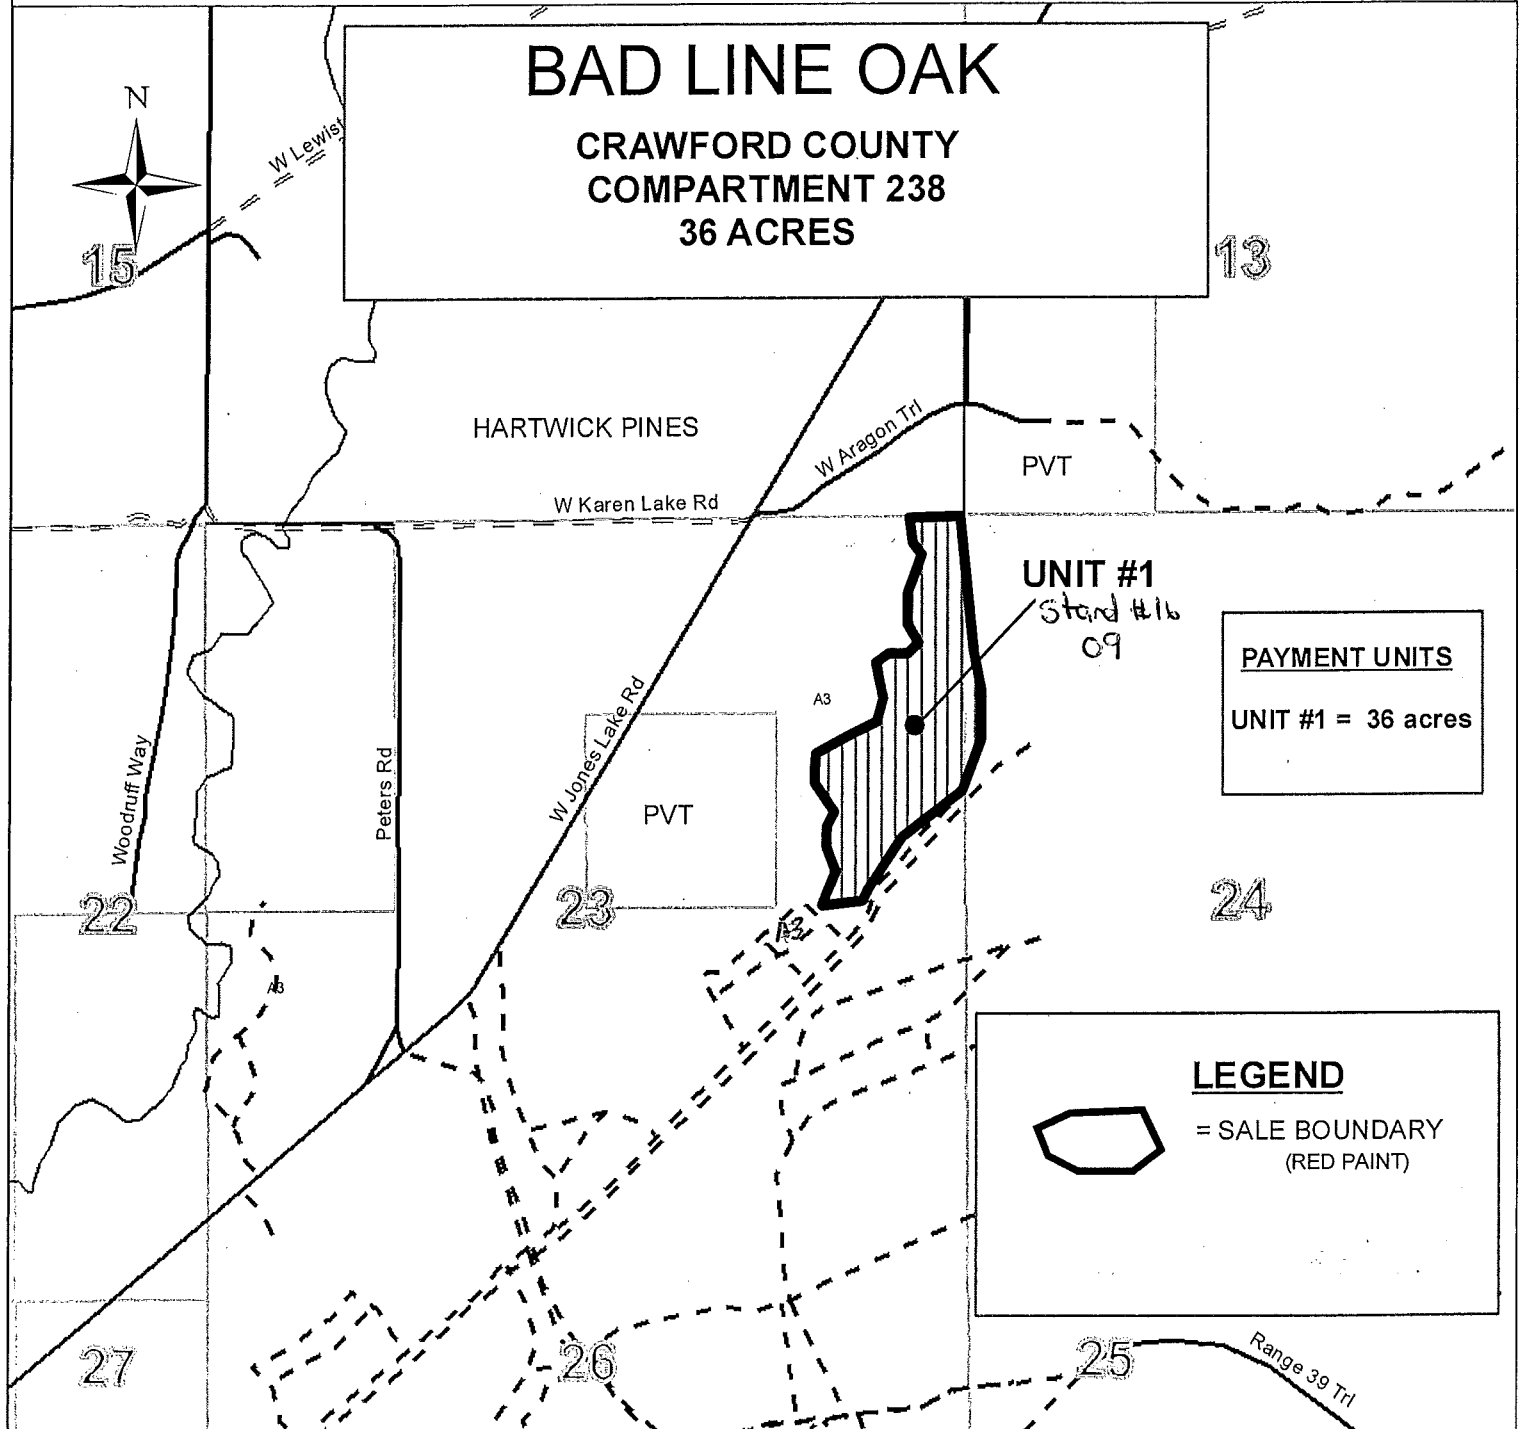 BAD LINE OAK
CRAWFORD COUNTY
COMPARTMENT 238
36 ACRES
N
W Lewist
15
13
HARTWICK PINES
W Aragon Trl
PVT
W Karen Lake Rd
UNIT #1
Stand #16
09
PAYMENT UNITS
UNIT #1 = 36 acres
A3
W Jones Lake Rd
Woodruff Way
Peters Rd
PVT
22
23
24
A3
A3
LEGEND
= SALE BOUNDARY
(RED PAINT)
27
26
25
Range 39 Trl